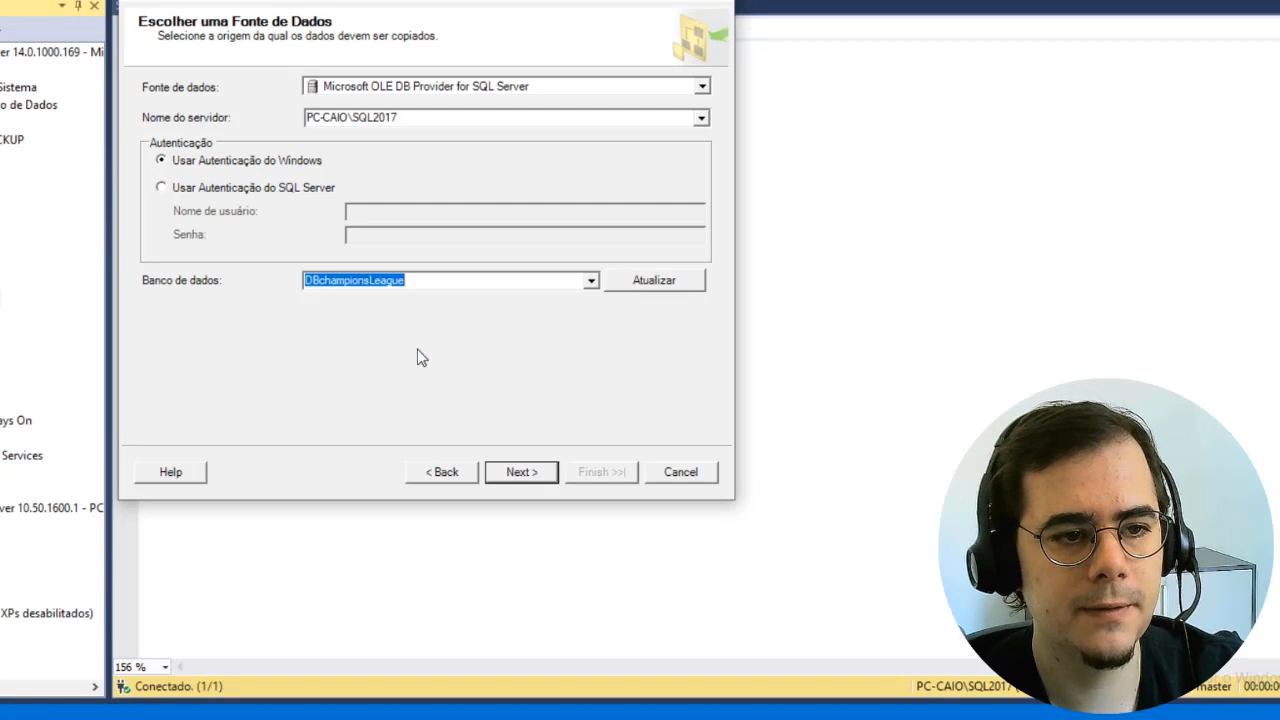 er 14.0.1000.169 - Mi
Sistema
o de Dados
CKUP
ays On
Services
ver 10.50.1600.1 - PC
XPs desabilitados)
Escolher uma Fonte de Dados
Selecione a origem da qual os dados devem ser copiados.
Fonte de dados: Microsoft OLE DB Provider for SQL Server
Nome do servidor: PC-CAIO\SQL2017
Autenticação
Usar Autenticação do Windows
Usar Autenticação do SQL Server
Nome de usuário:
Senha:
Banco de dados: DBchampionsLeague Atualizar
Help < Back Next > Finish >>| Cancel
156 %
Conectado. (1/1) PC-CAIO\SQL2017 master 00:00:0